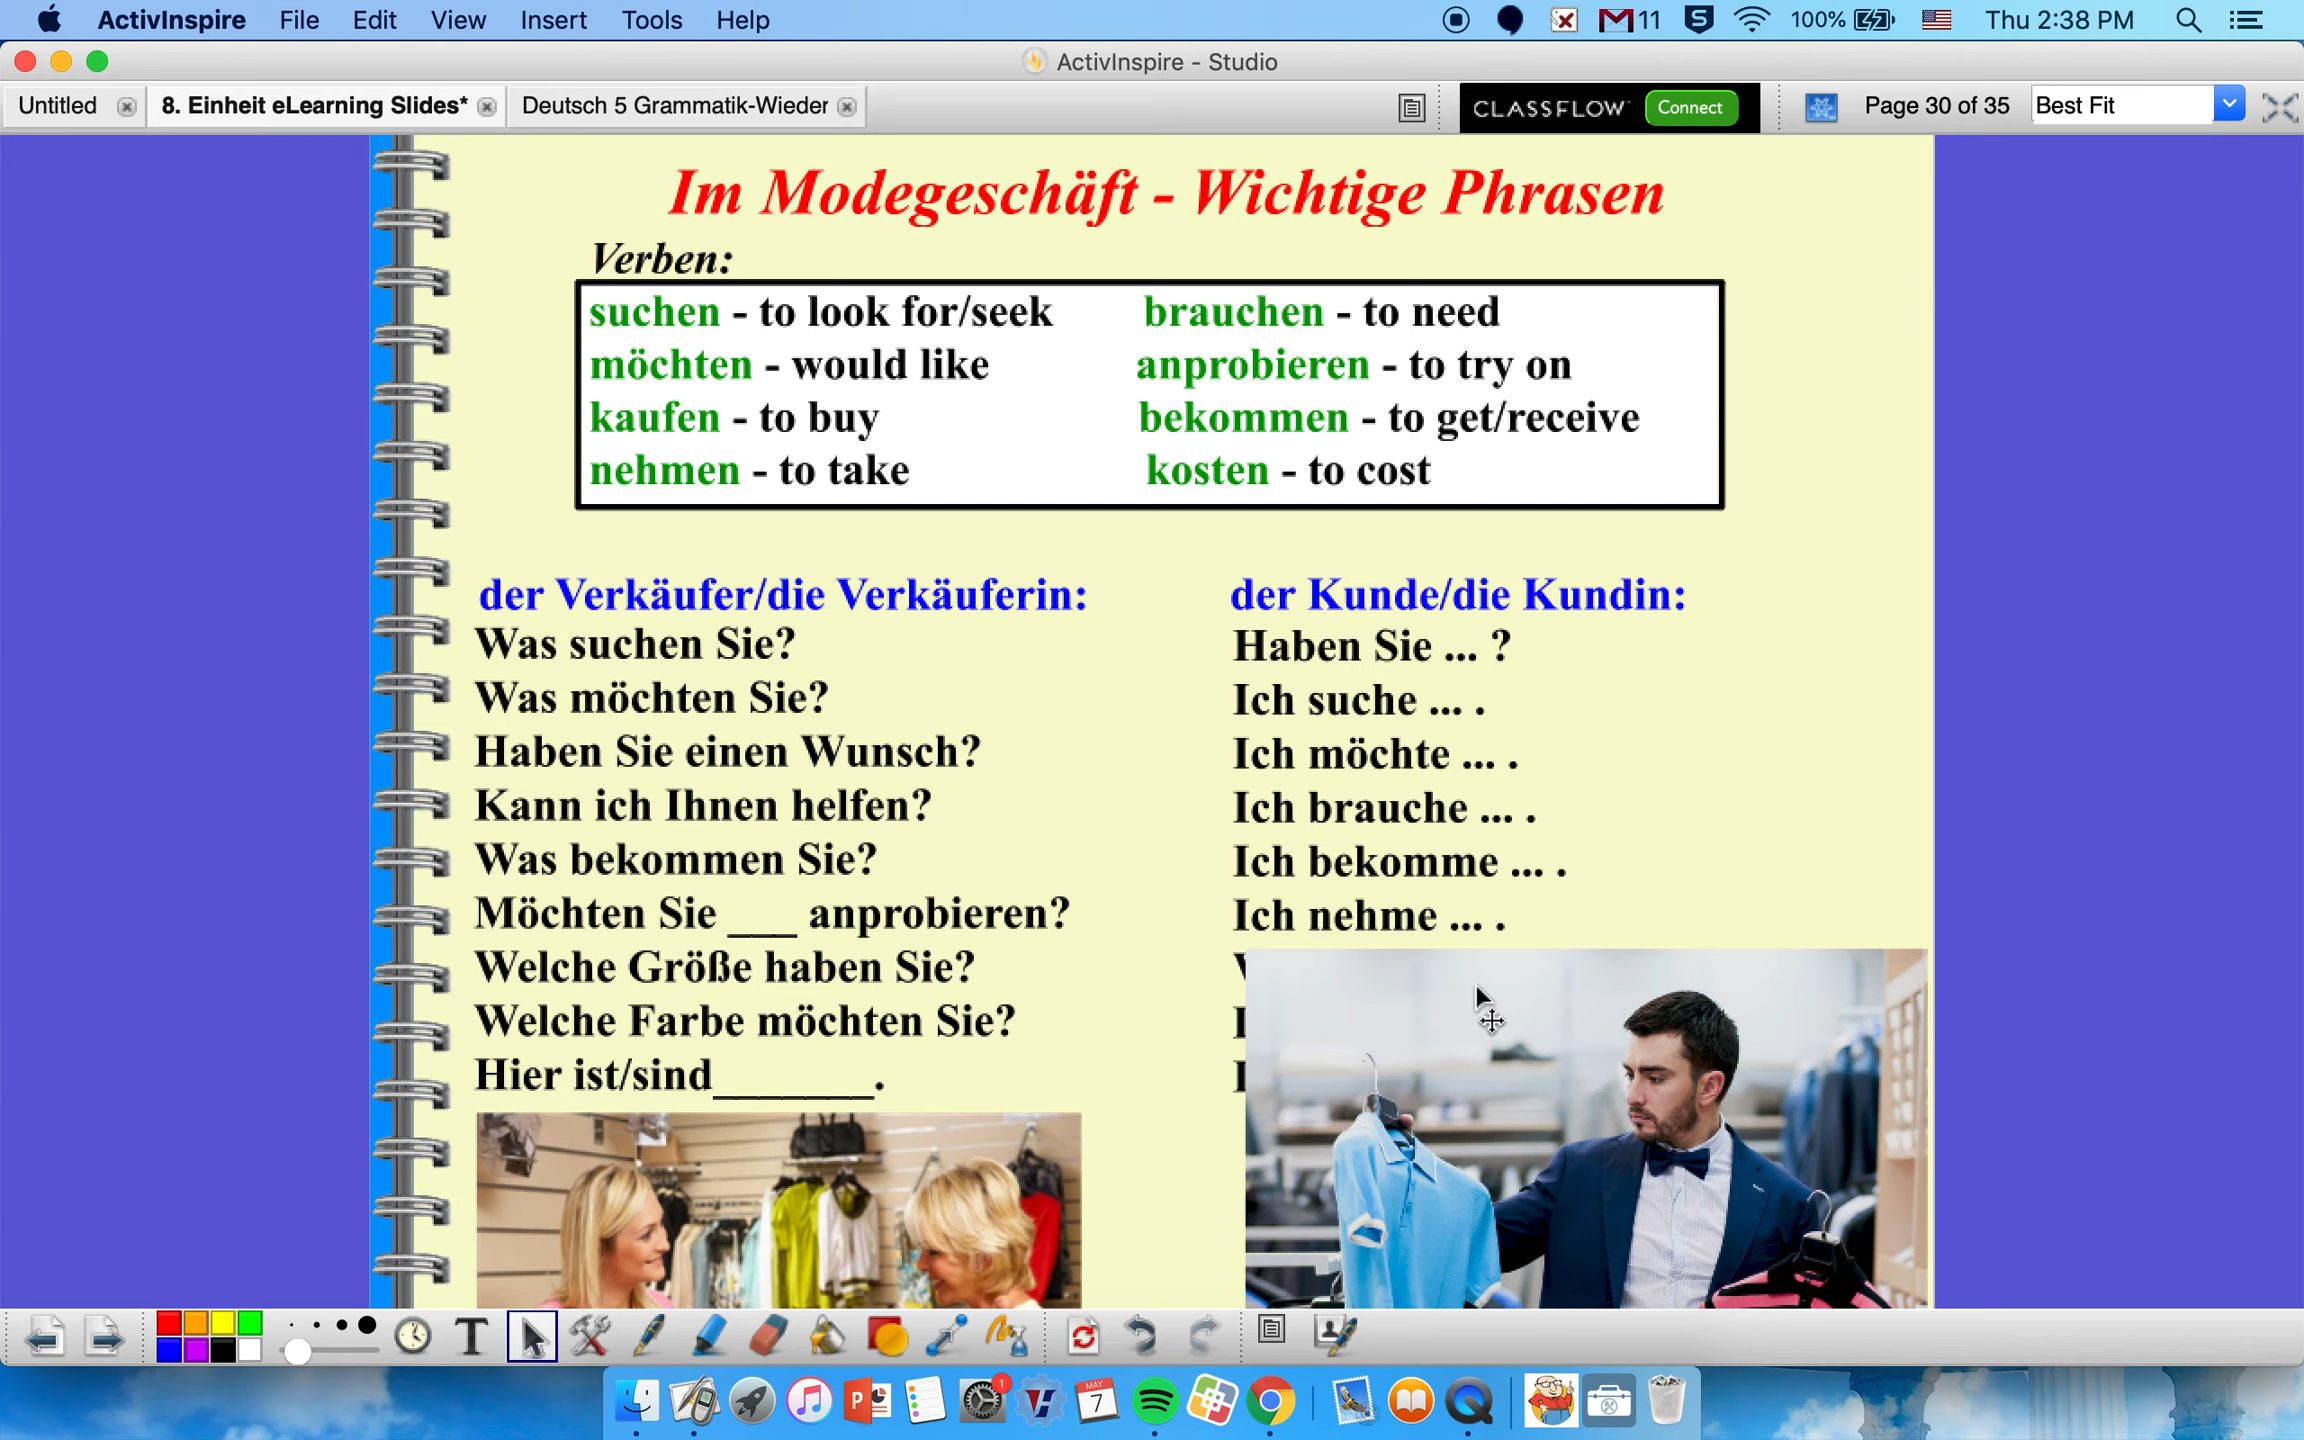 ActivInspire File Edit View Insert Tools Help 11 100% Thu 2:38 PM
ActivInspire - Studio
Untitled 8. Einheit eLearning Slides* Deutsch 5 Grammatik-Wieder CLASSFLOW Connect Page 30 of 35 Best Fit
Im Modegeschäft - Wichtige Phrasen
Verben:
suchen - to look for/seek brauchen - to need
möchten - would like anprobieren - to try on
kaufen - to buy bekommen - to get/receive
nehmen - to take kosten - to cost
der Verkäufer/die Verkäuferin:
Was suchen Sie?
Was möchten Sie?
Haben Sie einen Wunsch?
Kann ich Ihnen helfen?
Was bekommen Sie?
Möchten Sie ___ anprobieren?
Welche Größe haben Sie?
Welche Farbe möchten Sie?
Hier ist/sind_______.
der Kunde/die Kundin:
Haben Sie ... ?
Ich suche ... .
Ich möchte ... .
Ich brauche ... .
Ich bekomme ... .
Ich nehme ... .
T
1
MAY
7